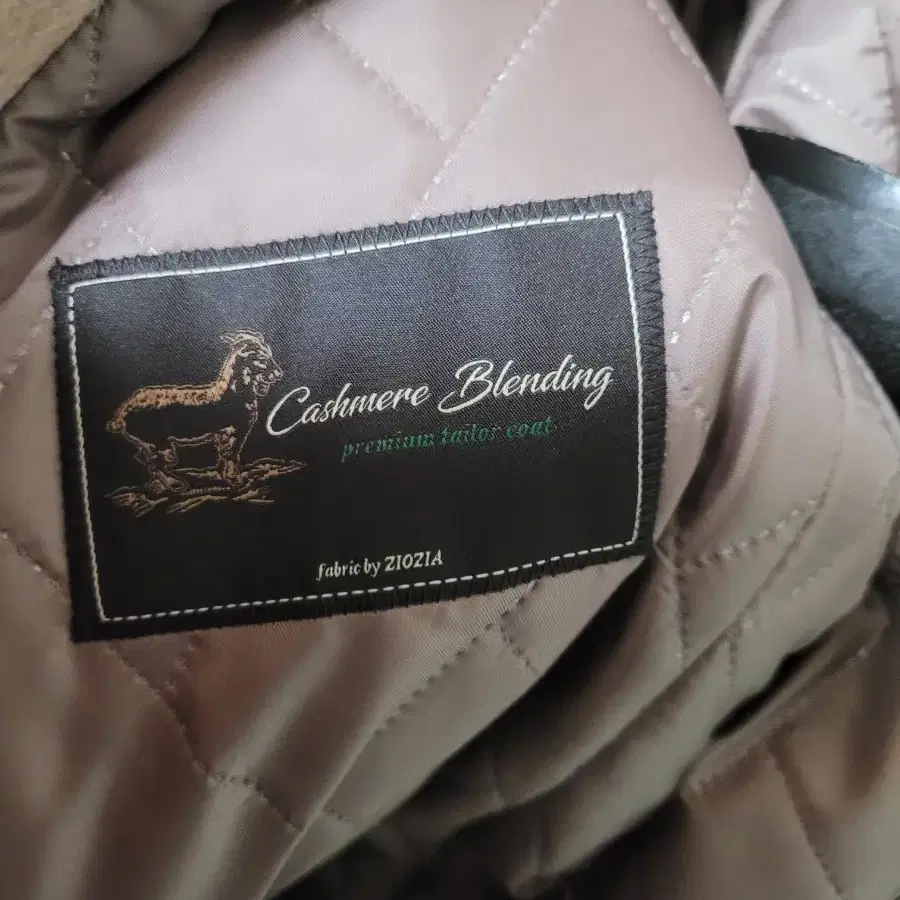 Cashmere Blending
premium tailor coat
fabric by ZIOZIA